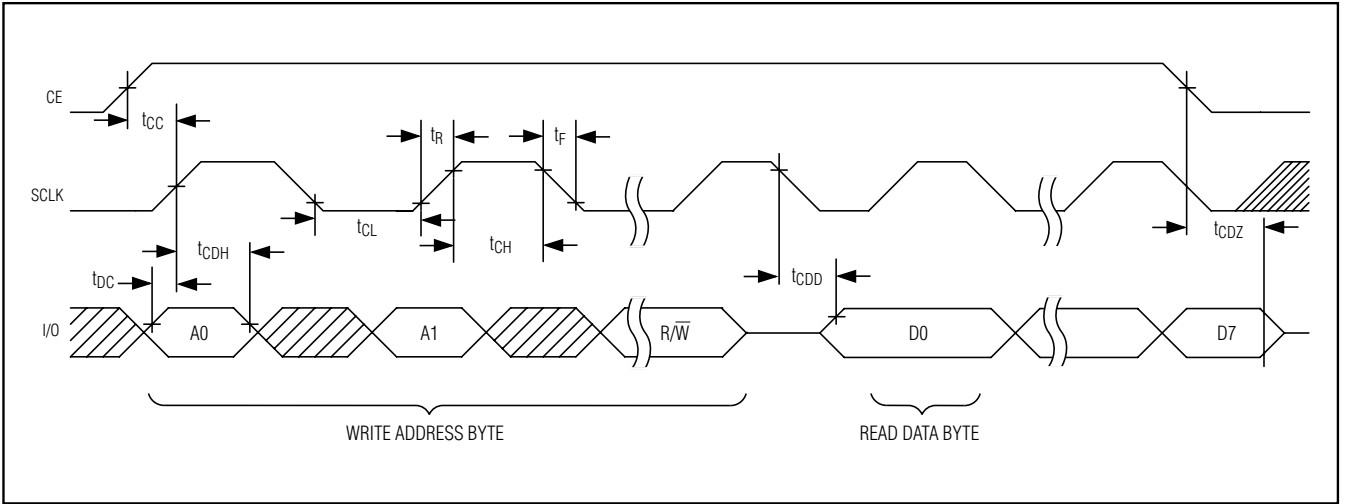 CE
tCC
tR
tF
SCLK
tCL
tCH
tCDZ
tCDH
tDC
tCDD
I/O
A0
A1
R/W̅
D0
D7
WRITE ADDRESS BYTE
READ DATA BYTE